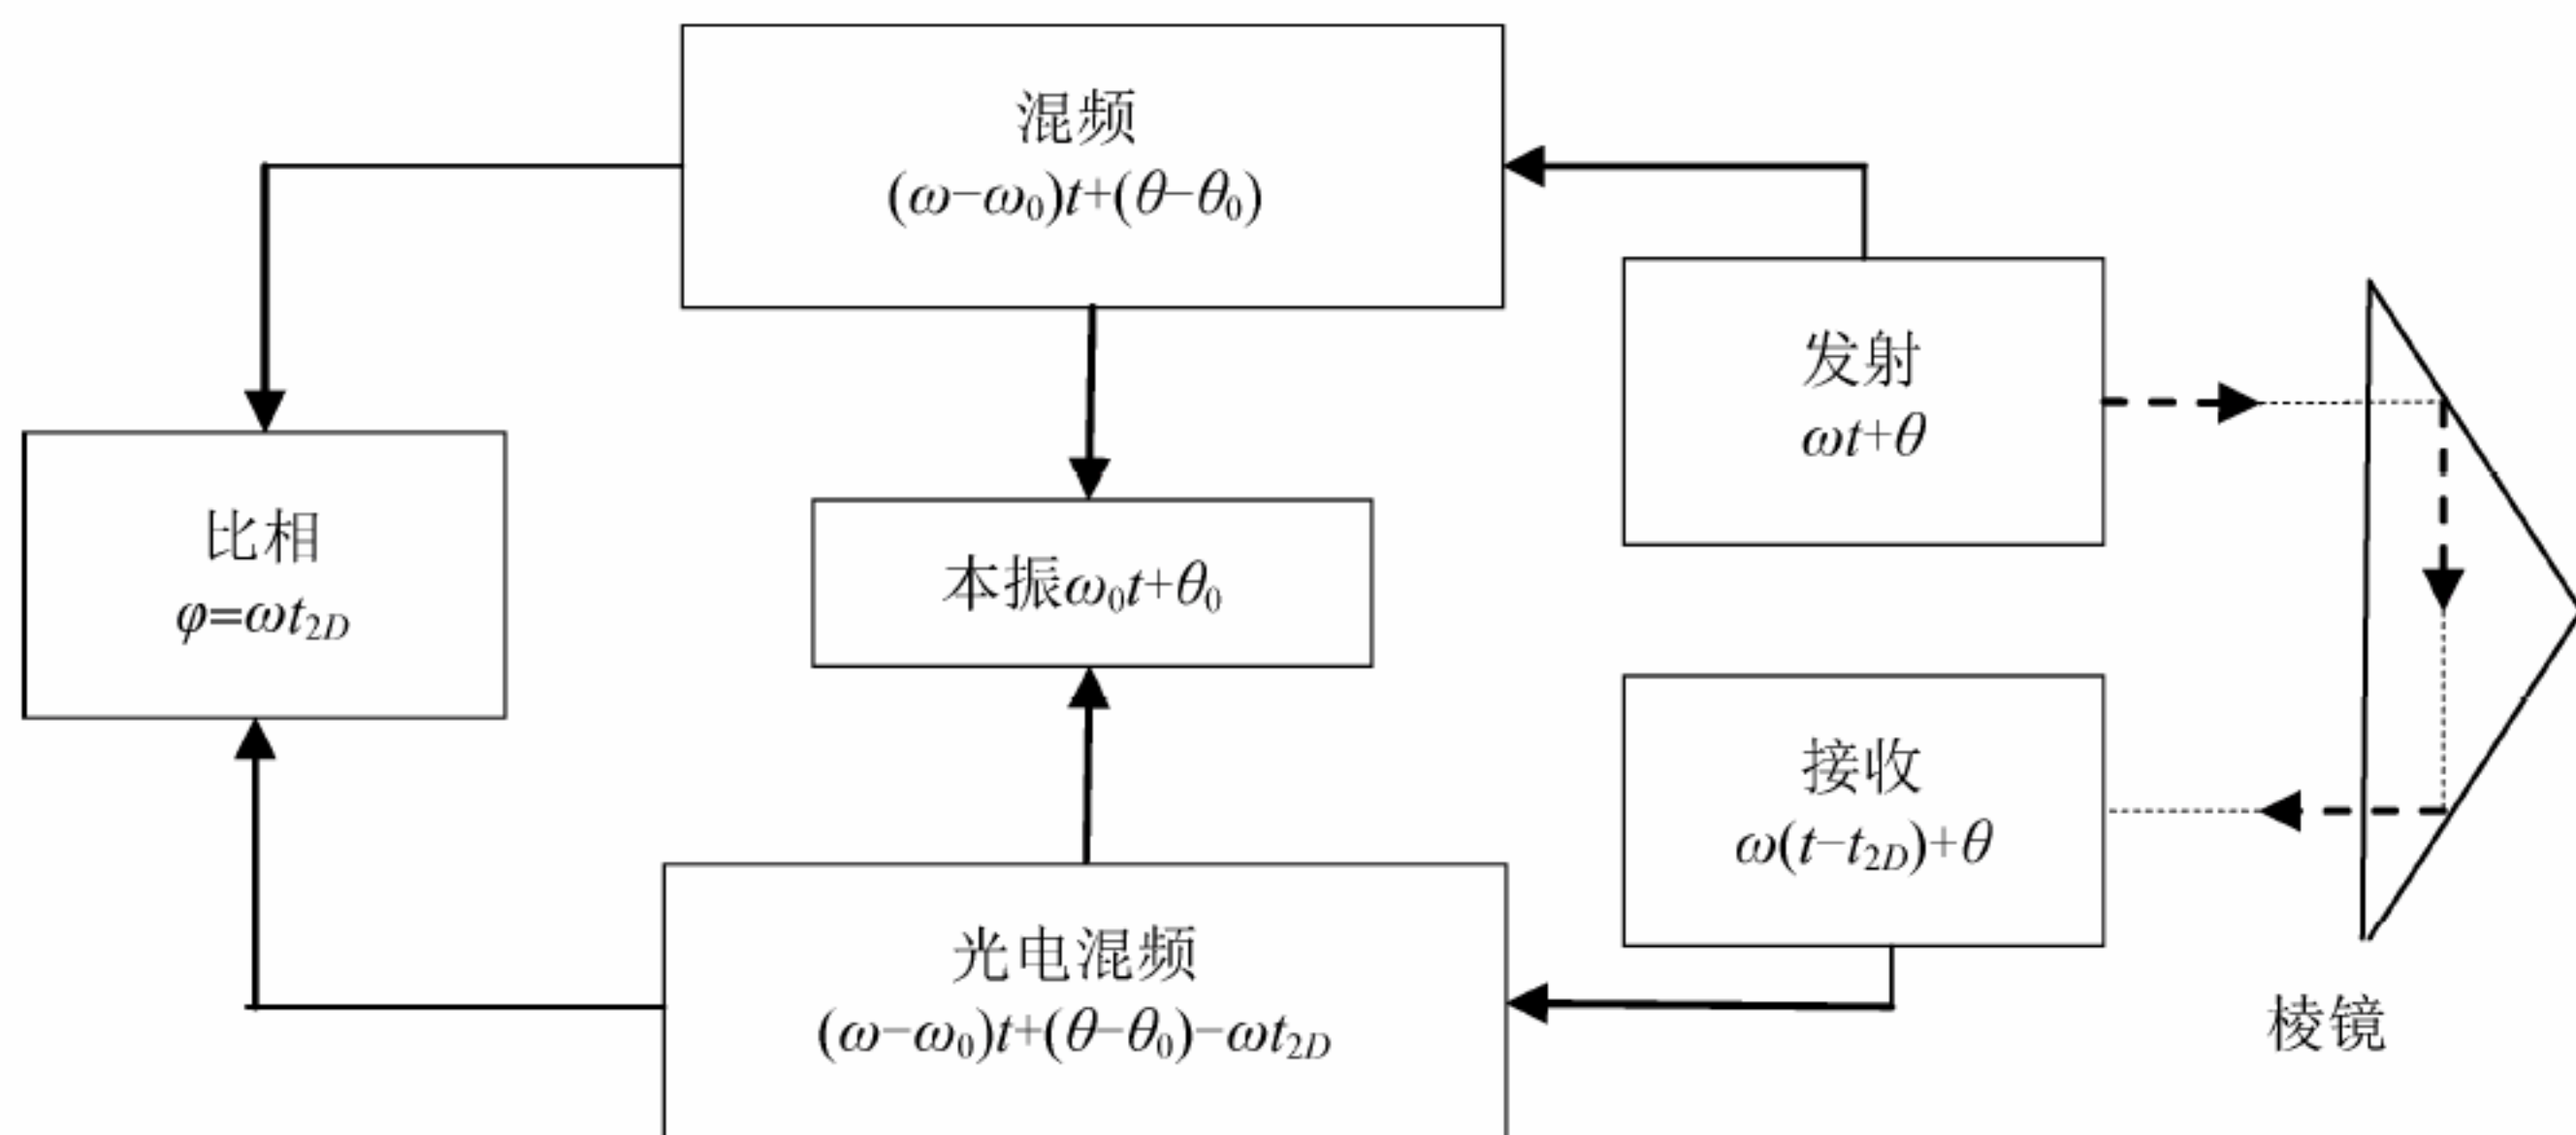 混频
(ω−ω₀)t+(θ−θ₀)
发射
ωt+θ
比相
φ=ωt₂D
本振ω₀t+θ₀
接收
ω(t−t₂D)+θ
光电混频
(ω−ω₀)t+(θ−θ₀)−ωt₂D
棱镜